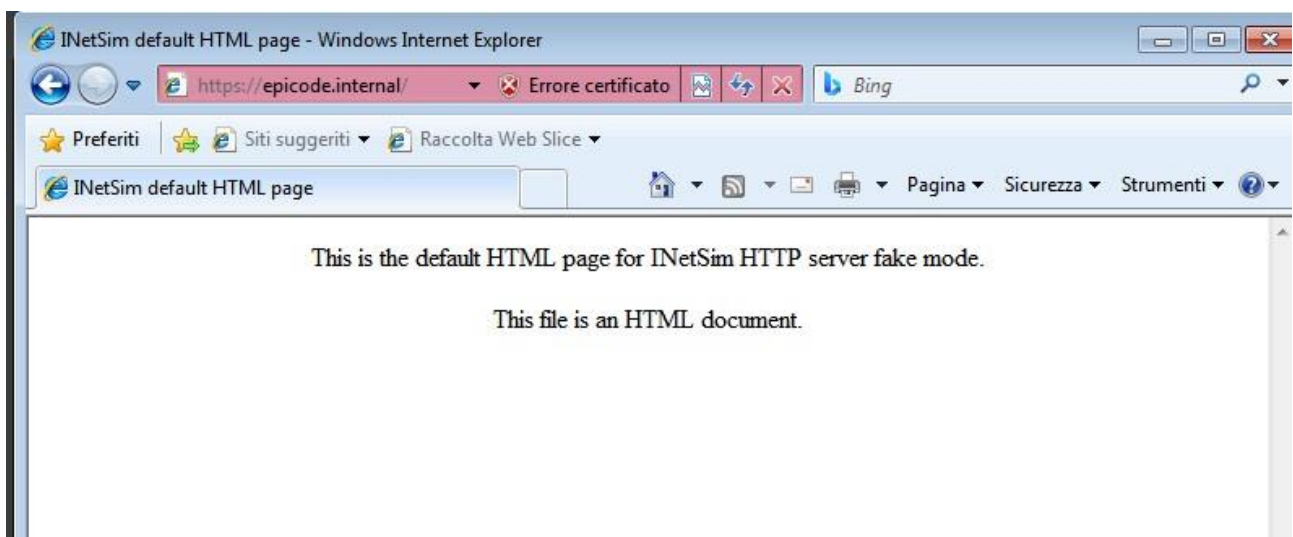 INetSim default HTML page - Windows Internet Explorer
https://epicode.internal/ Errore certificato Bing
Preferiti Siti suggeriti Raccolta Web Slice
INetSim default HTML page Pagina Sicurezza Strumenti
This is the default HTML page for INetSim HTTP server fake mode.
This file is an HTML document.